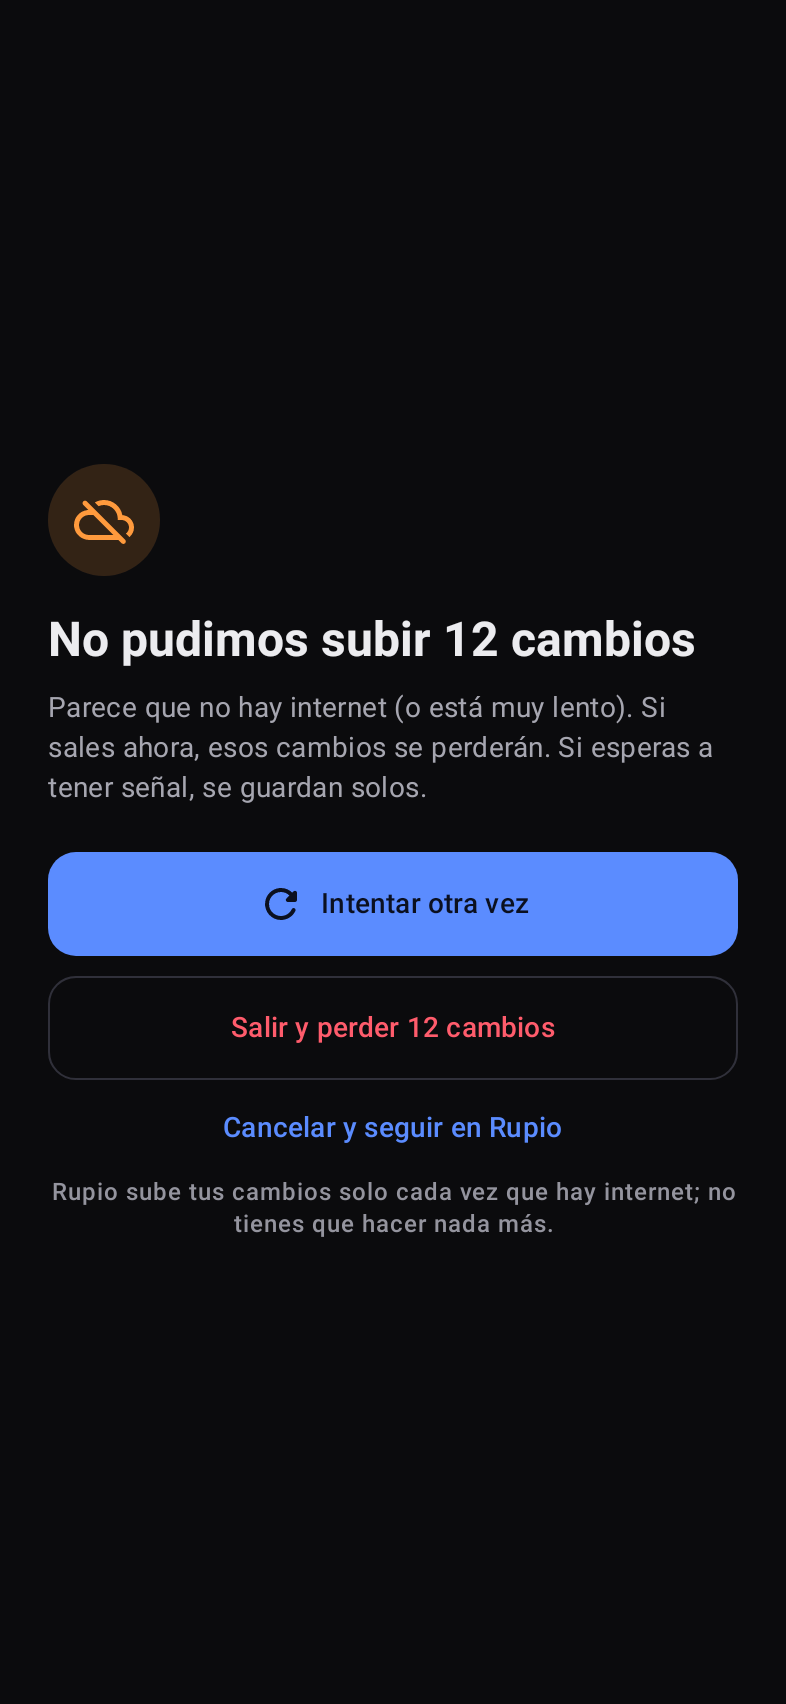 No pudimos subir 12 cambios
Parece que no hay internet (o está muy lento). Si
sales ahora, esos cambios se perderán. Si esperas a
tener señal, se guardan solos.
Intentar otra vez
Salir y perder 12 cambios
Cancelar y seguir en Rupio
Rupio sube tus cambios solo cada vez que hay internet; no
tienes que hacer nada más.